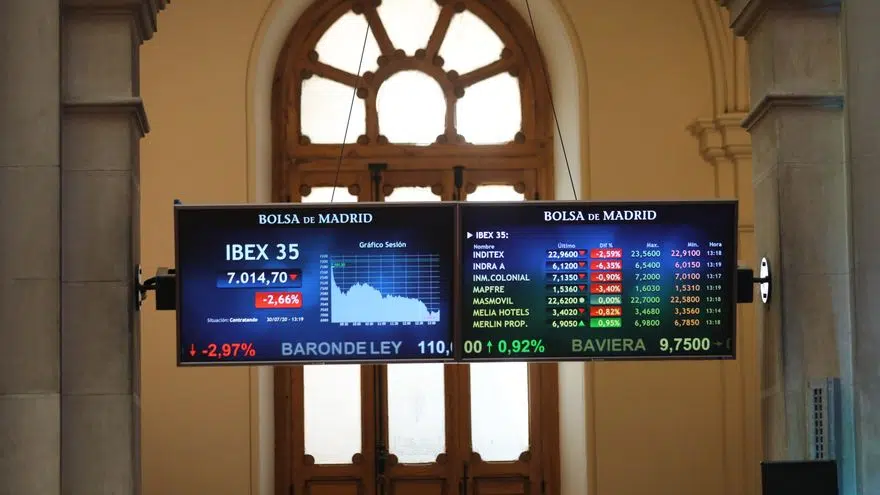 BOLSA DE MADRID
IBEX 35
7.014,70
-2,66%
Situación: Contratando 30/07/20 - 13:19
Gráfico Sesión
-2,97% BARON DE LEY 110,
BOLSA DE MADRID
IBEX 35:
Nombre Último Dif % Max. Mín. Hora
INDITEX 22,9600 -2,59% 23,5600 22,9100 13:18
INDRA A 6,1200 -6,35% 6,5400 6,0150 13:19
INM.COLONIAL 7,1350 -0,90% 7,2000 7,0100 13:17
MAPFRE 1,5360 -3,40% 1,6030 1,5310 13:19
MASMOVIL 22,6200 0,00% 22,7000 22,5800 13:18
MELIA HOTELS 3,4020 -0,82% 3,4680 3,3560 13:14
MERLIN PROP. 6,9050 0,95% 6,9800 6,7850 13:18
00 0,92% BAVIERA 9,7500